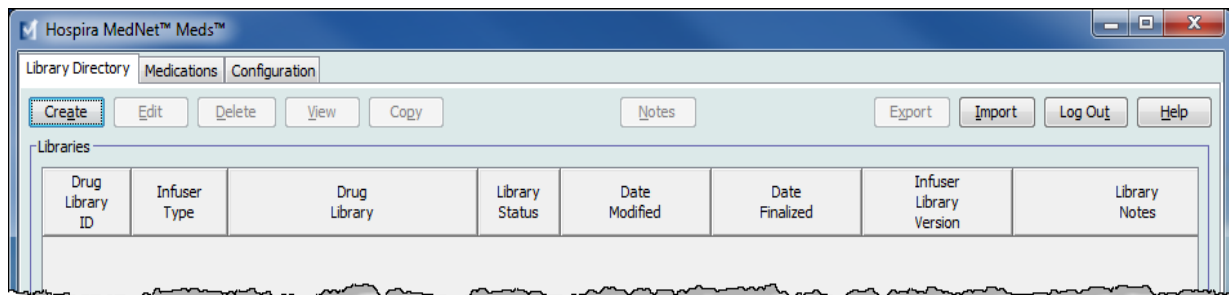 Hospira MedNet™ Meds™
Library Directory Medications Configuration
Create Edit Delete View Copy Notes Export Import Log Out Help
Libraries
Drug Library ID
Infuser Type
Drug Library
Library Status
Date Modified
Date Finalized
Infuser Library Version
Library Notes